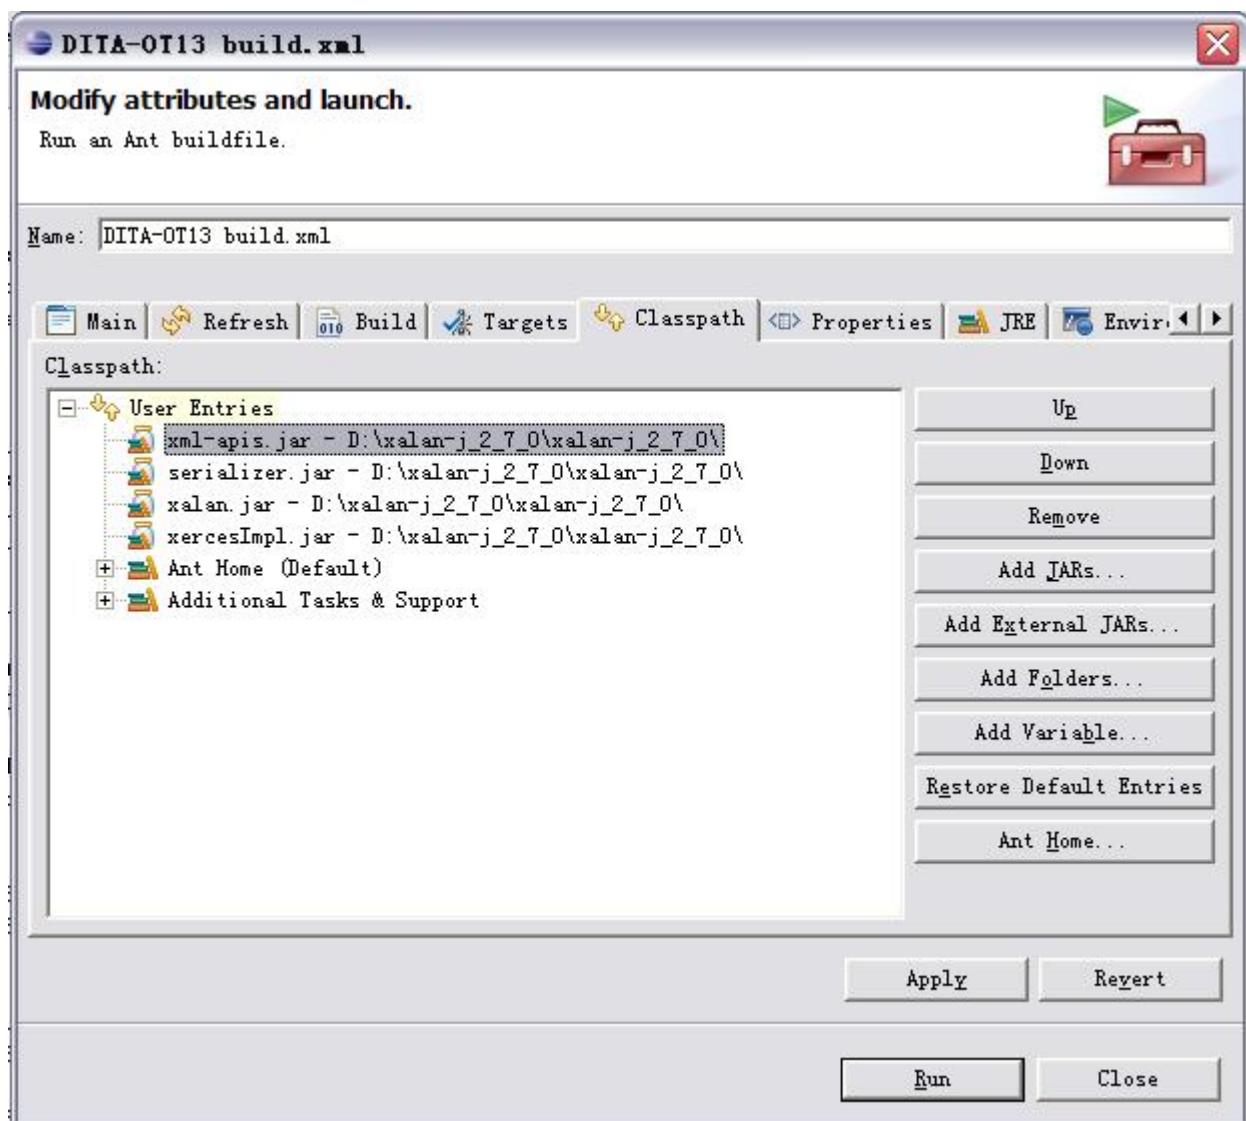 DITA-OT13 build.xml
Modify attributes and launch.
Run an Ant buildfile.
Name: DITA-OT13 build.xml
Main Refresh Build Targets Classpath Properties JRE Envir
Classpath:
User Entries
xml-apis.jar - D:\xalan-j_2_7_0\xalan-j_2_7_0\
serializer.jar - D:\xalan-j_2_7_0\xalan-j_2_7_0\
xalan.jar - D:\xalan-j_2_7_0\xalan-j_2_7_0\
xercesImpl.jar - D:\xalan-j_2_7_0\xalan-j_2_7_0\
Ant Home (Default)
Additional Tasks & Support
Up
Down
Remove
Add JARs...
Add External JARs...
Add Folders...
Add Variable...
Restore Default Entries
Ant Home...
Apply Revert
Run Close